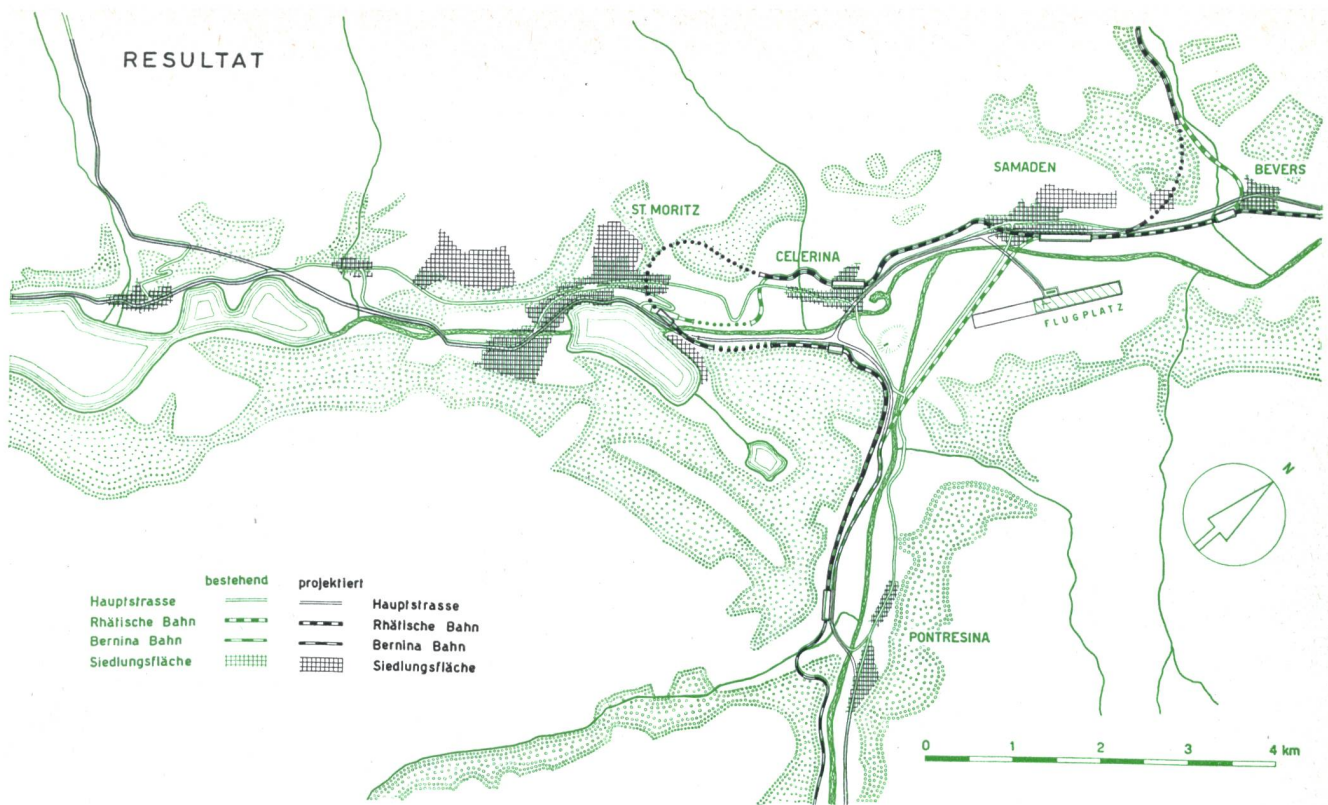 RESULTAT
SAMADEN
BEVERS
ST. MORITZ
CELERINA
FLUGPLATZ
N
PONTRESINA
bestehend projektiert
Hauptstrasse Hauptstrasse
Rhätische Bahn Rhätische Bahn
Bernina Bahn Bernina Bahn
Siedlungsfläche Siedlungsfläche
0 1 2 3 4 km